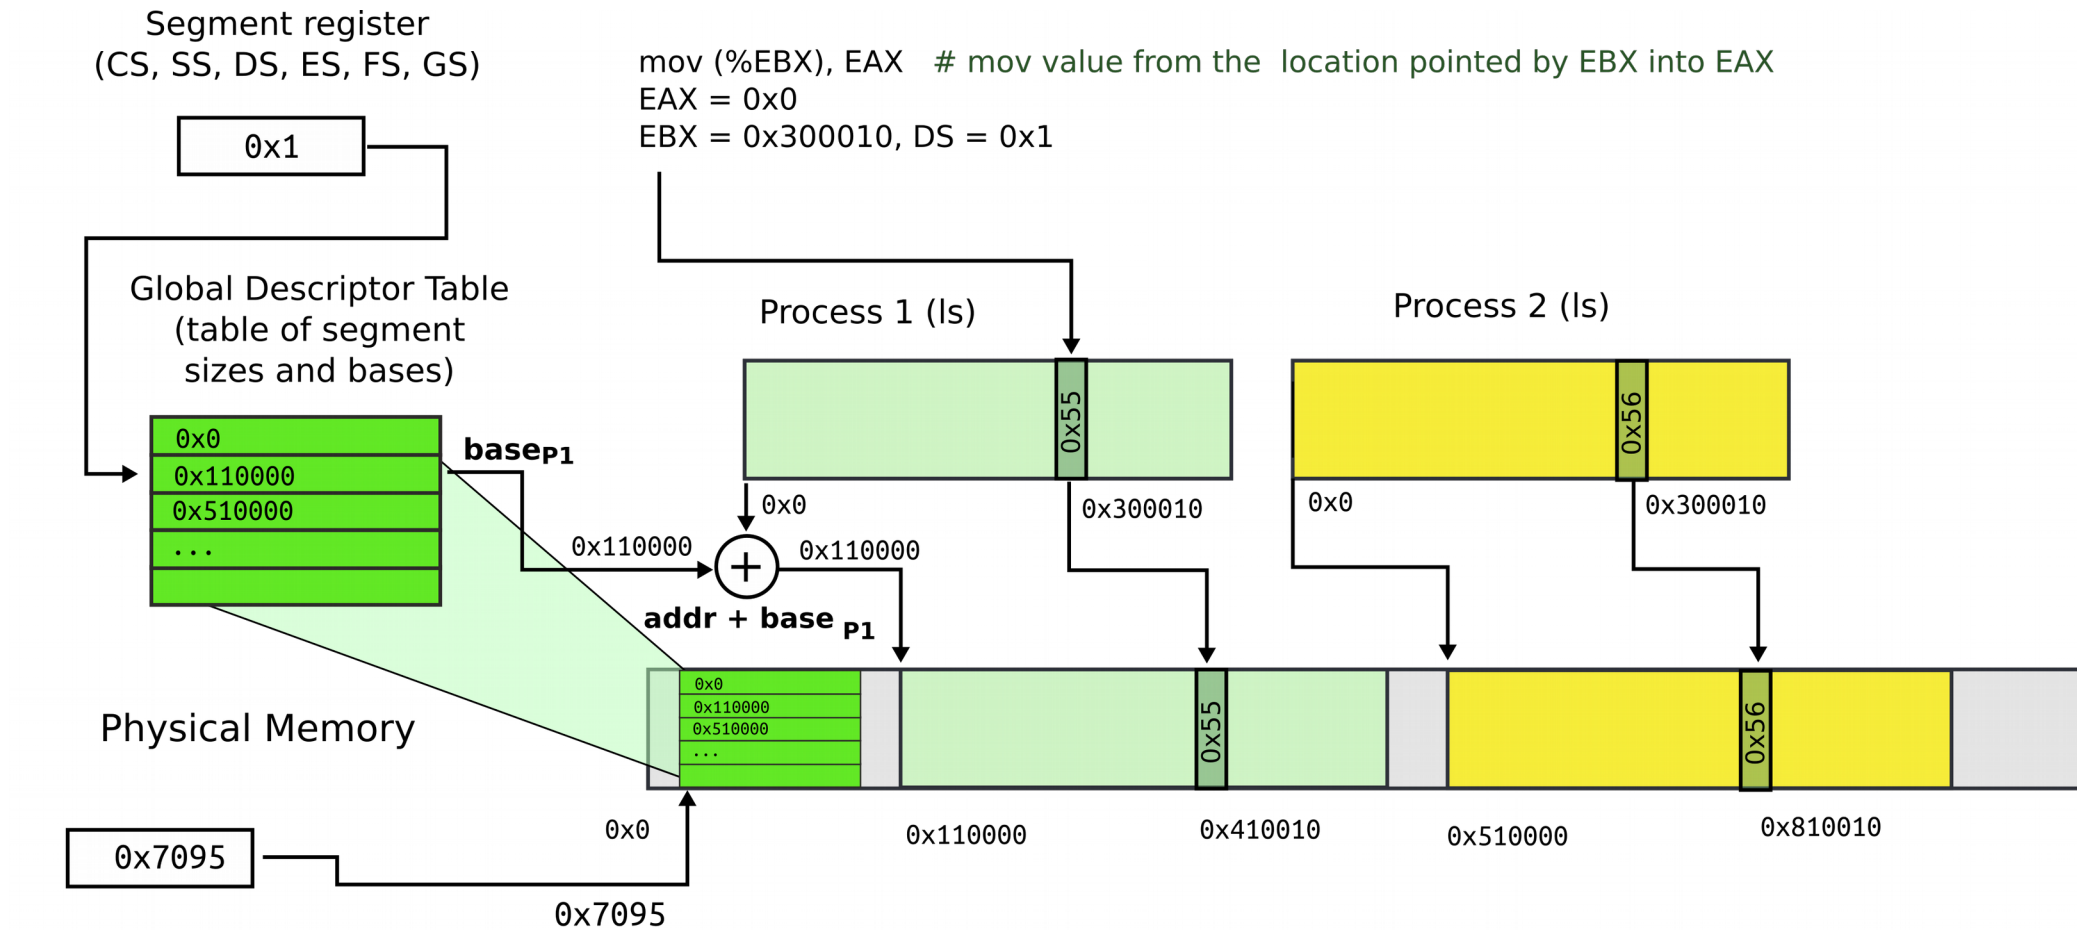 Segment register
(CS, SS, DS, ES, FS, GS)
0x1
mov (%EBX), EAX # mov value from the location pointed by EBX into EAX
EAX = 0x0
EBX = 0x300010, DS = 0x1
Global Descriptor Table
(table of segment
sizes and bases)
0x0
0x110000
0x510000
...
baseP1
Process 1 (ls)
0x55
0x0
0x300010
Process 2 (ls)
0x56
0x0
0x300010
0x110000
+
0x110000
addr + base P1
Physical Memory
0x0
0x110000
0x510000
...
0x55
0x56
0x0
0x110000
0x410010
0x510000
0x810010
0x7095
0x7095